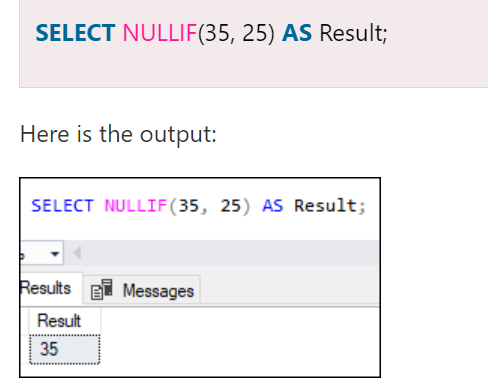 SELECT NULLIF(35, 25) AS Result;
Here is the output:
SELECT NULLIF(35, 25) AS Result;
Results Messages
Result
35